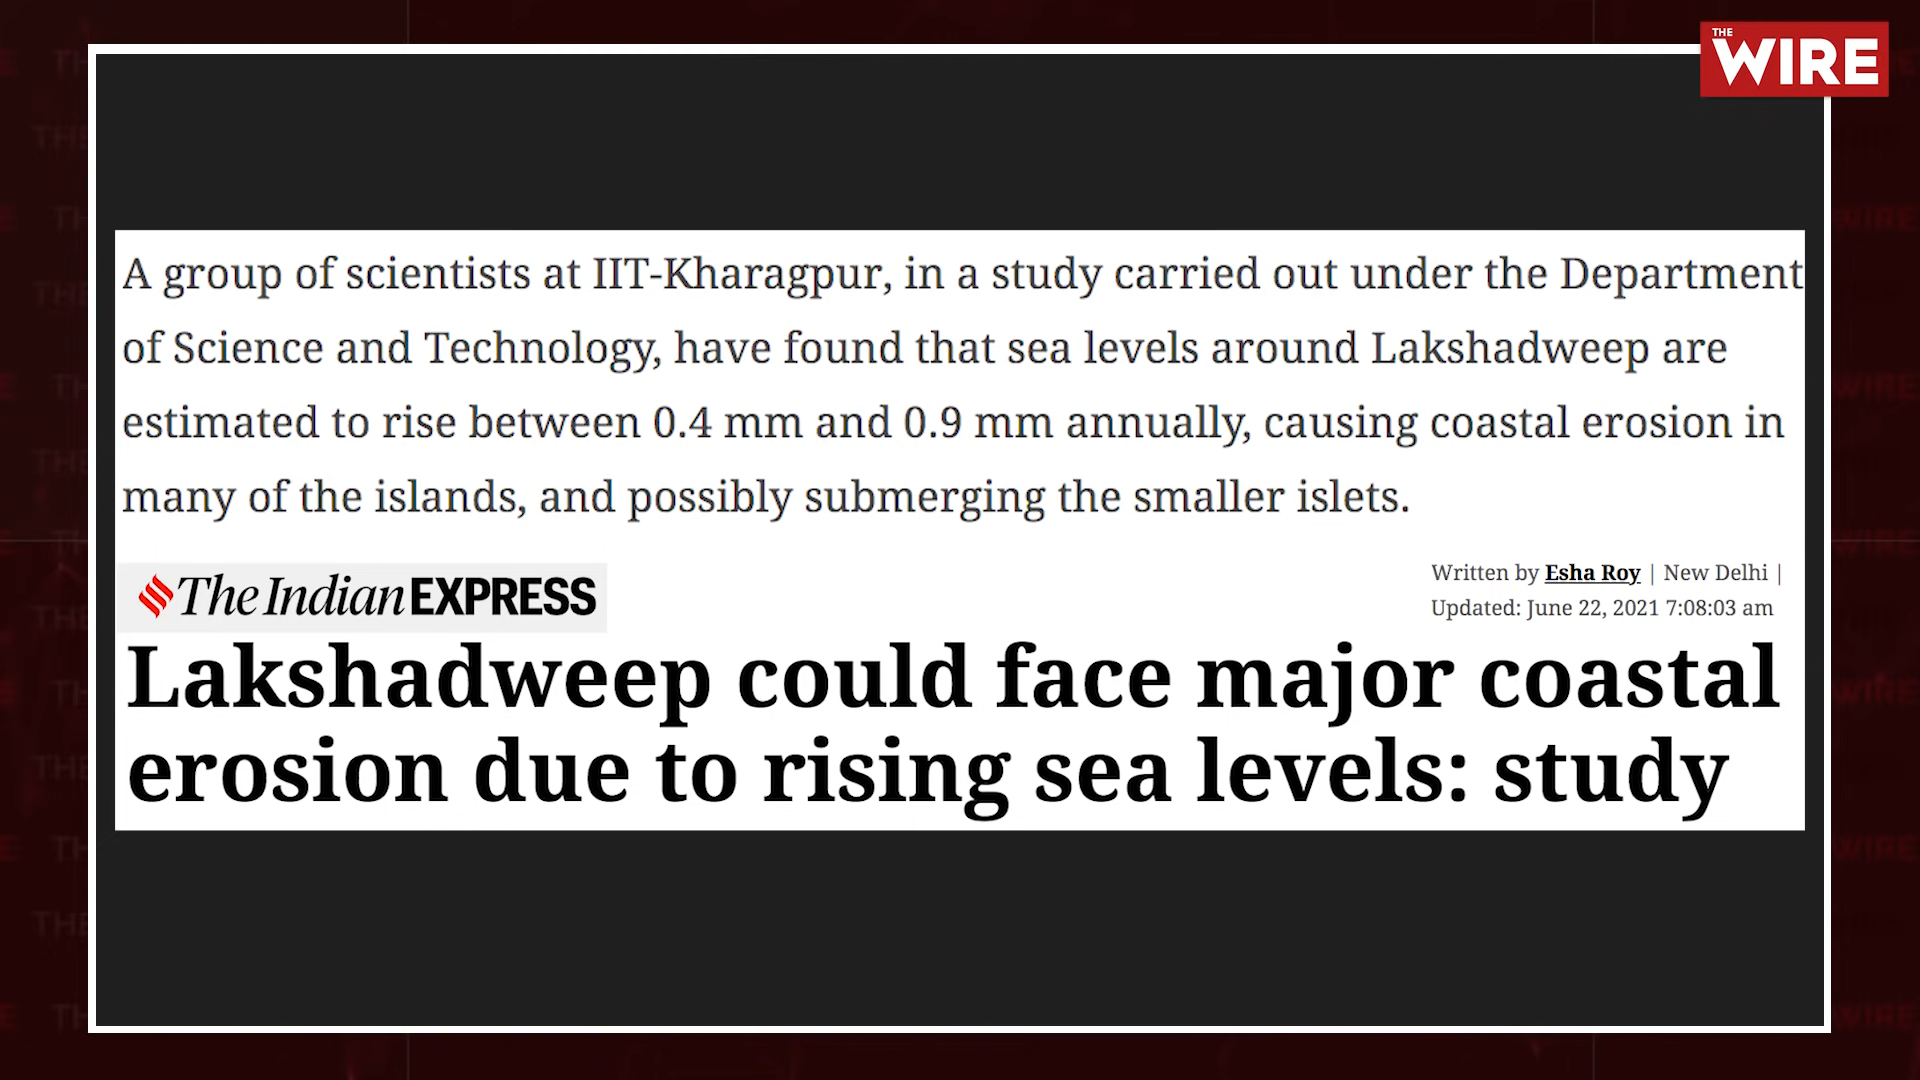 THE
WIRE
A group of scientists at IIT-Kharagpur, in a study carried out under the Department
of Science and Technology, have found that sea levels around Lakshadweep are
estimated to rise between 0.4 mm and 0.9 mm annually, causing coastal erosion in
many of the islands, and possibly submerging the smaller islets.
The Indian EXPRESS
Written by Esha Roy | New Delhi |
Updated: June 22, 2021 7:08:03 am
Lakshadweep could face major coastal
erosion due to rising sea levels: study